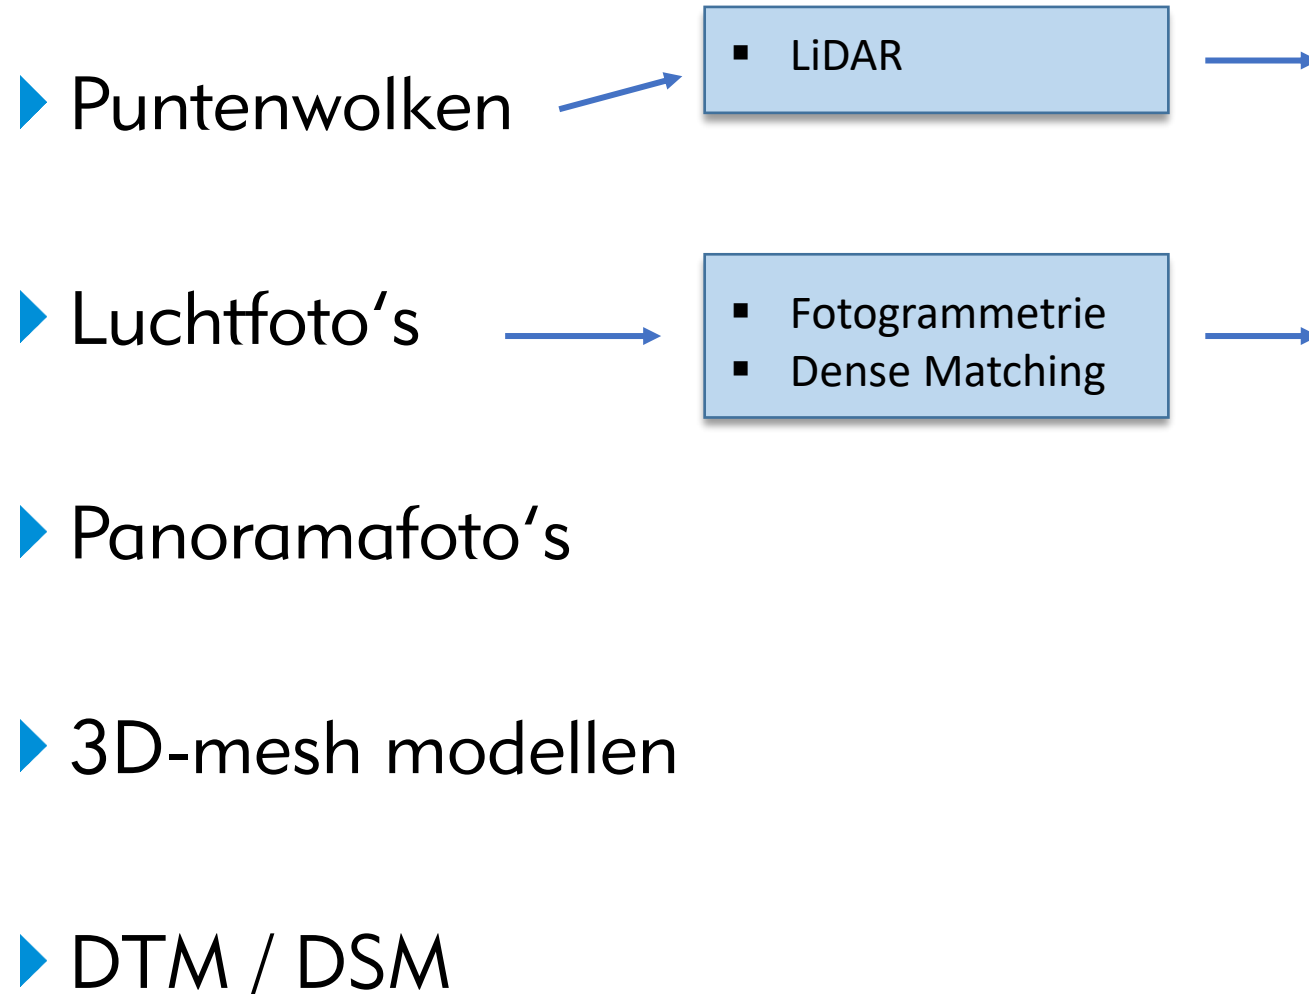 Puntenwolken
▪ LiDAR
Luchtfoto‘s
▪ Fotogrammetrie
▪ Dense Matching
Panoramafoto‘s
3D-mesh modellen
DTM / DSM